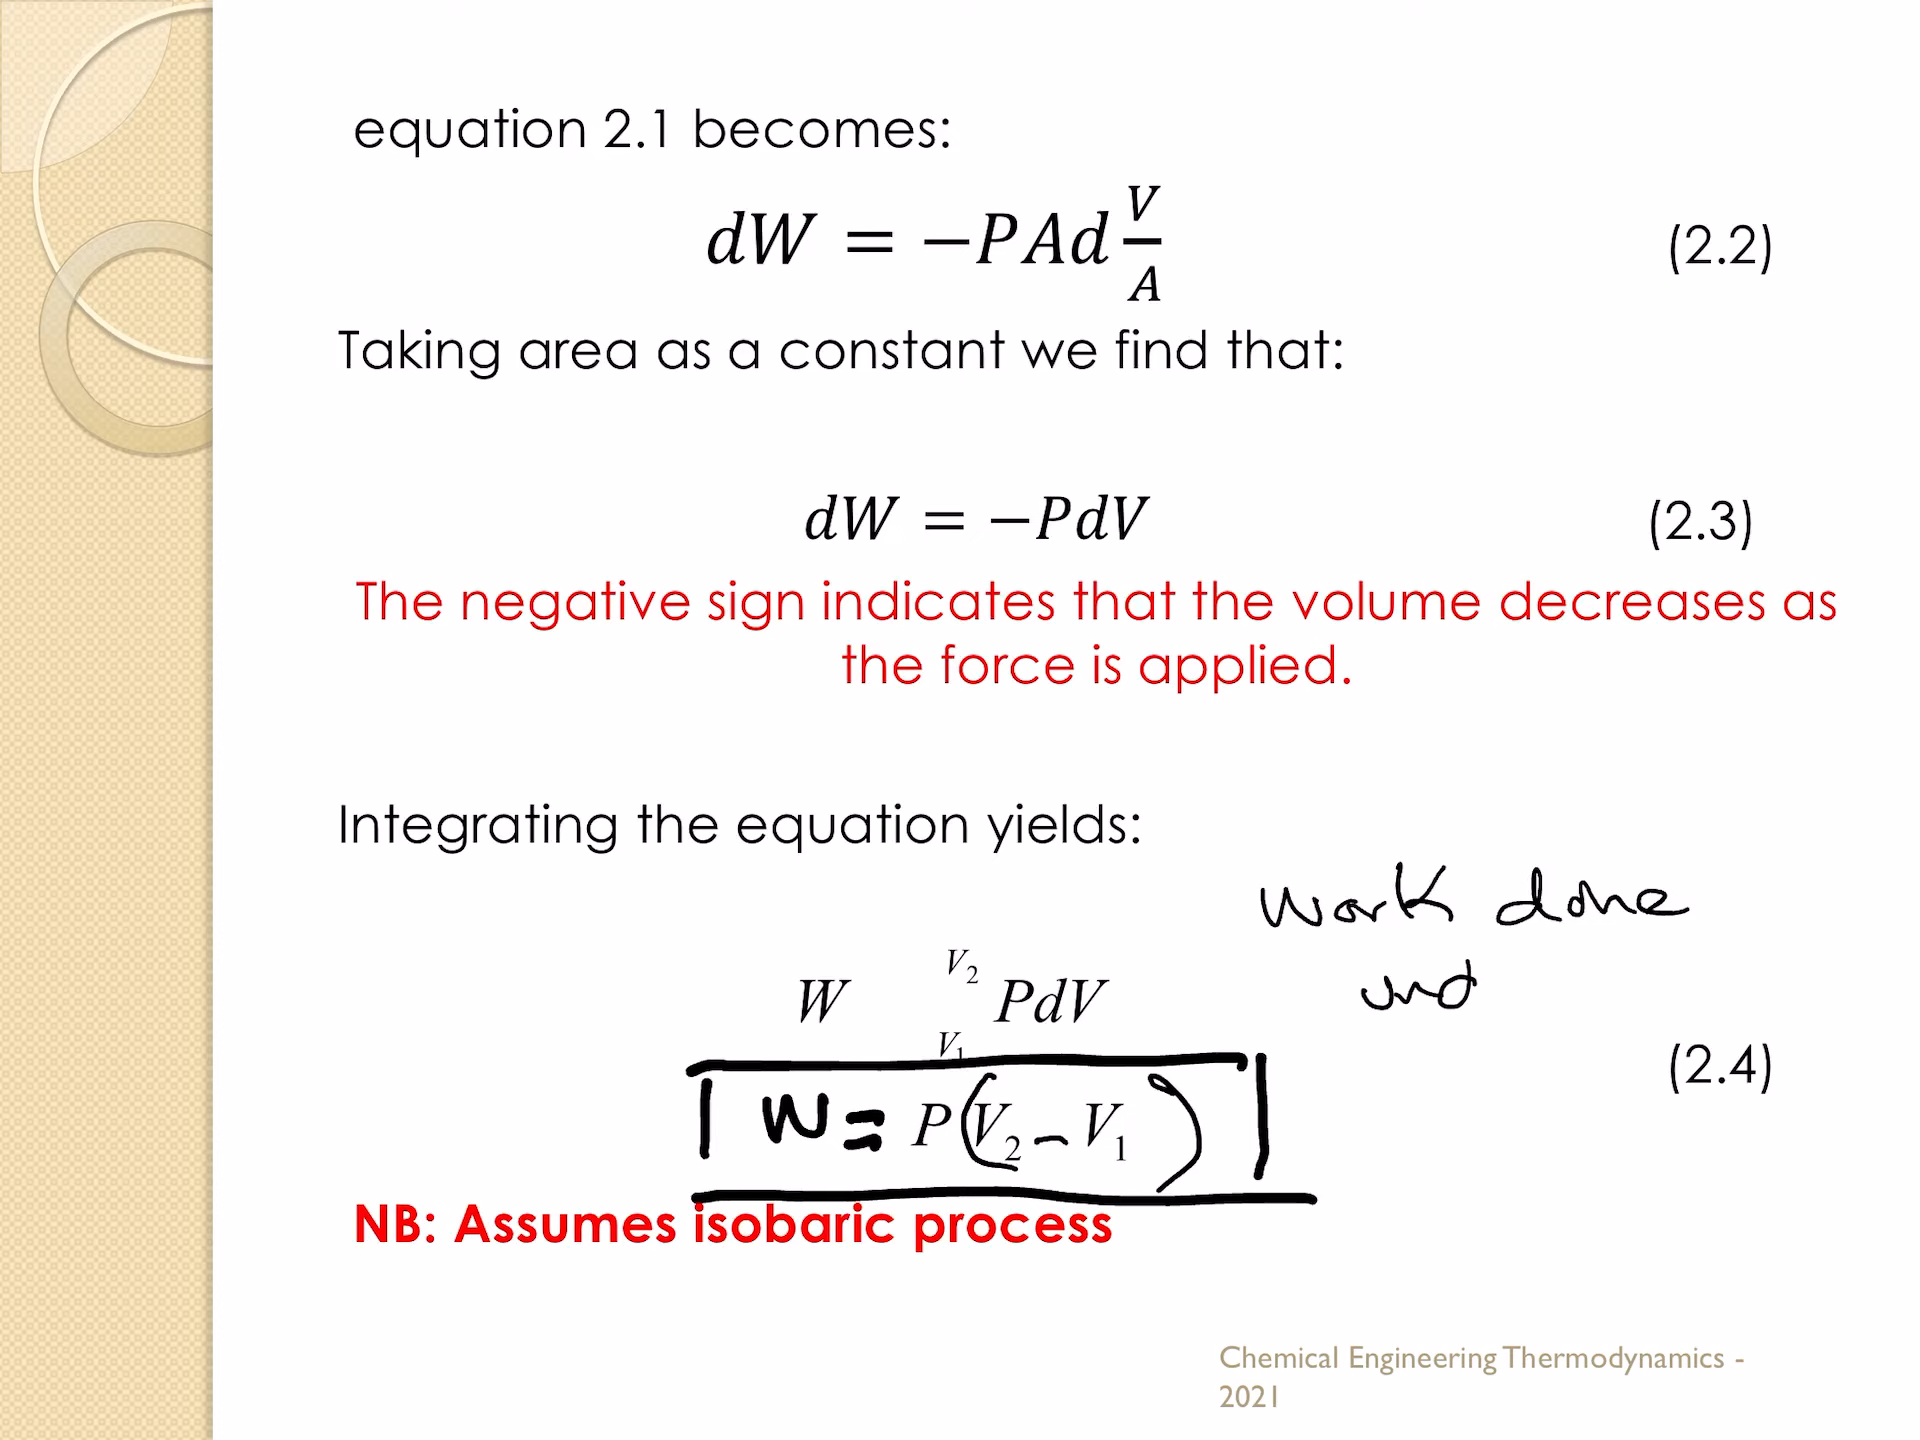 equation 2.1 becomes:
dW = −PAd V/A (2.2)
Taking area as a constant we find that:
dW = −PdV (2.3)
The negative sign indicates that the volume decreases as
the force is applied.
Integrating the equation yields:
Work done
W V₂ PdV
V₁
(2.4)
W = P(V₂ − V₁)
NB: Assumes isobaric process
Chemical Engineering Thermodynamics -
2021